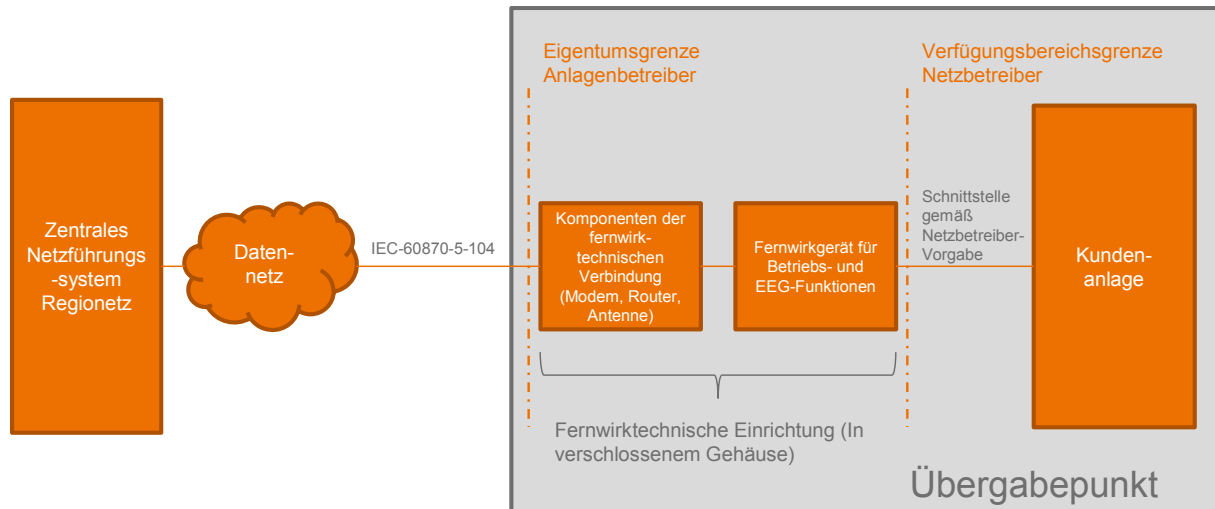 Eigentumsgrenze
Anlagenbetreiber
Verfügungsbereichsgrenze
Netzbetreiber
Zentrales
Netzführungs
-system
Regionetz
Daten-
netz
IEC-60870-5-104
Komponenten der
fernwirk-
technischen
Verbindung
(Modem, Router,
Antenne)
Fernwirkgerät für
Betriebs- und
EEG-Funktionen
Schnittstelle
gemäß
Netzbetreiber-
Vorgabe
Kunden-
anlage
Fernwirktechnische Einrichtung (In
verschlossenem Gehäuse)
Übergabepunkt